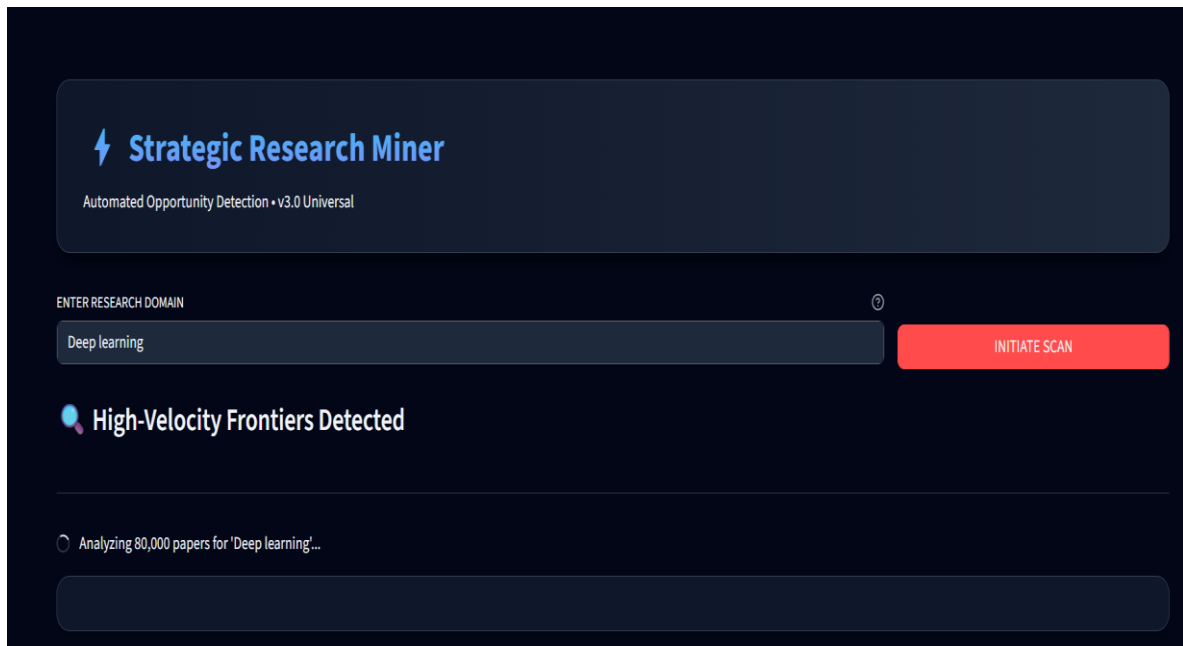 Strategic Research Miner
Automated Opportunity Detection • v3.0 Universal
ENTER RESEARCH DOMAIN
Deep learning
INITIATE SCAN
High-Velocity Frontiers Detected
Analyzing 80,000 papers for 'Deep learning'...